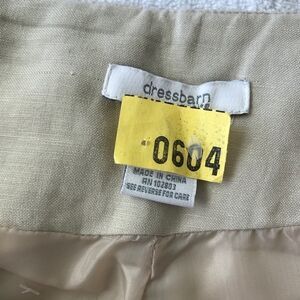 dressbarn
0604
MADE IN CHINA
RN 102803
SEE REVERSE FOR CARE